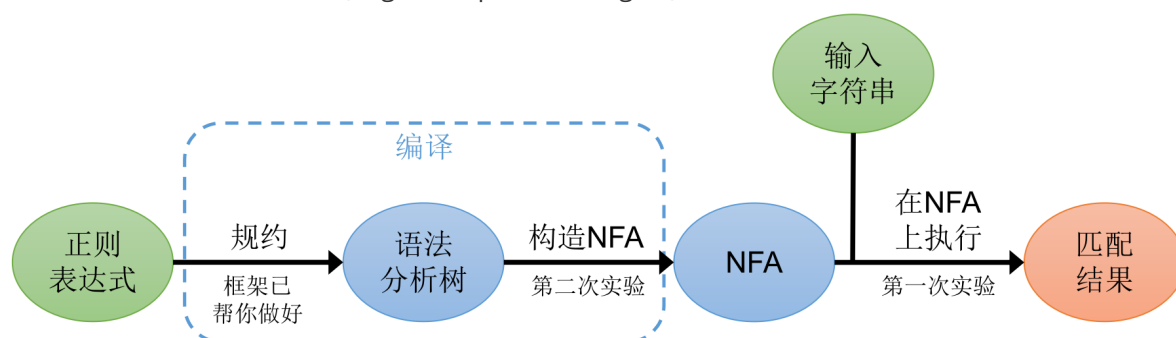 编译
输入
字符串
正则
表达式
规约
框架已
帮你做好
语法
分析树
构造NFA
第二次实验
NFA
在NFA
上执行
第一次实验
匹配
结果